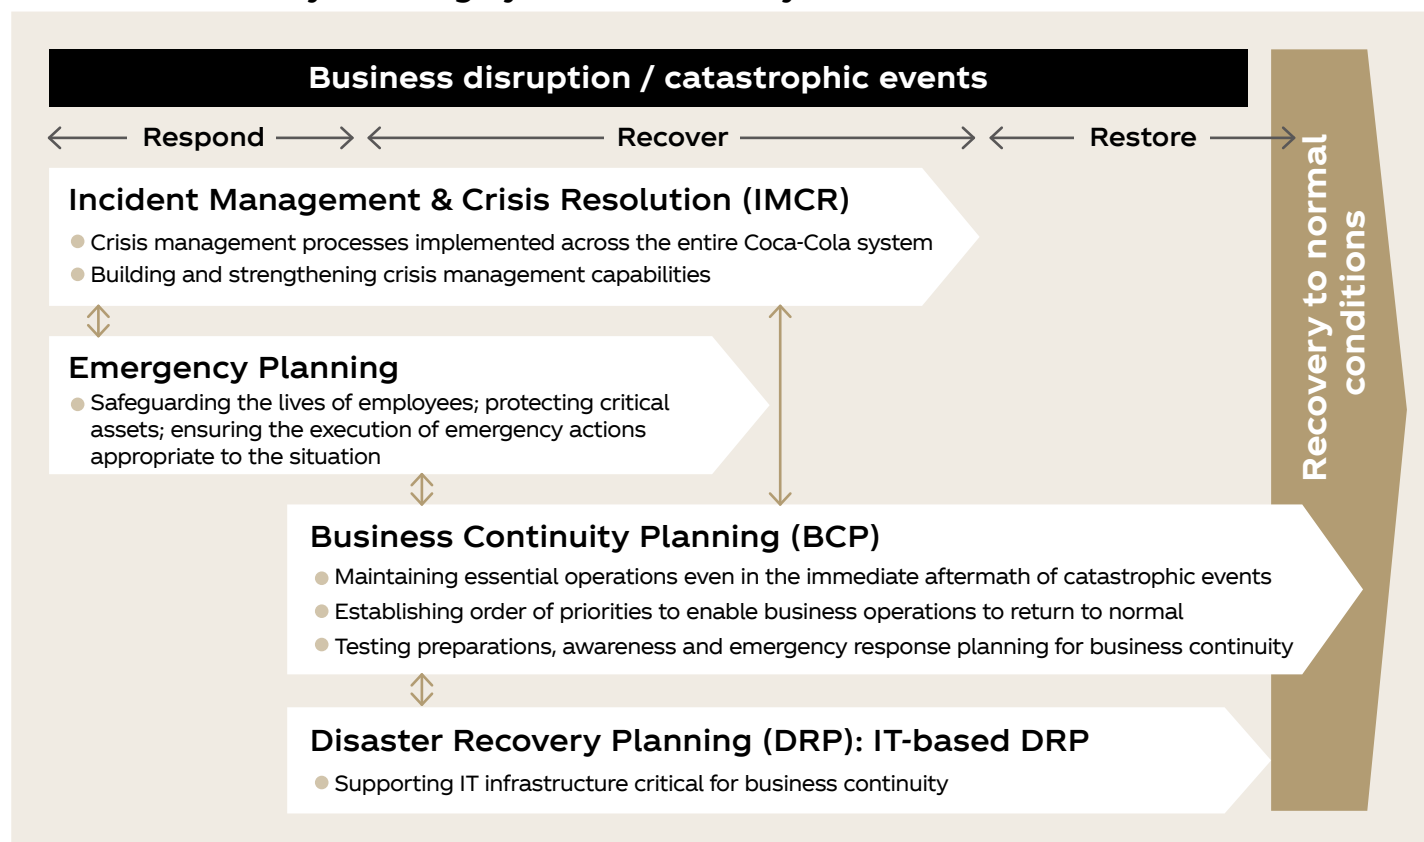 Business disruption / catastrophic events
Respond
Recover
Restore
Incident Management & Crisis Resolution (IMCR)
Crisis management processes implemented across the entire Coca-Cola system
Building and strengthening crisis management capabilities
Emergency Planning
Safeguarding the lives of employees; protecting critical
assets; ensuring the execution of emergency actions
appropriate to the situation
Business Continuity Planning (BCP)
Maintaining essential operations even in the immediate aftermath of catastrophic events
Establishing order of priorities to enable business operations to return to normal
Testing preparations, awareness and emergency response planning for business continuity
Disaster Recovery Planning (DRP): IT-based DRP
Supporting IT infrastructure critical for business continuity
Recovery to normal
conditions